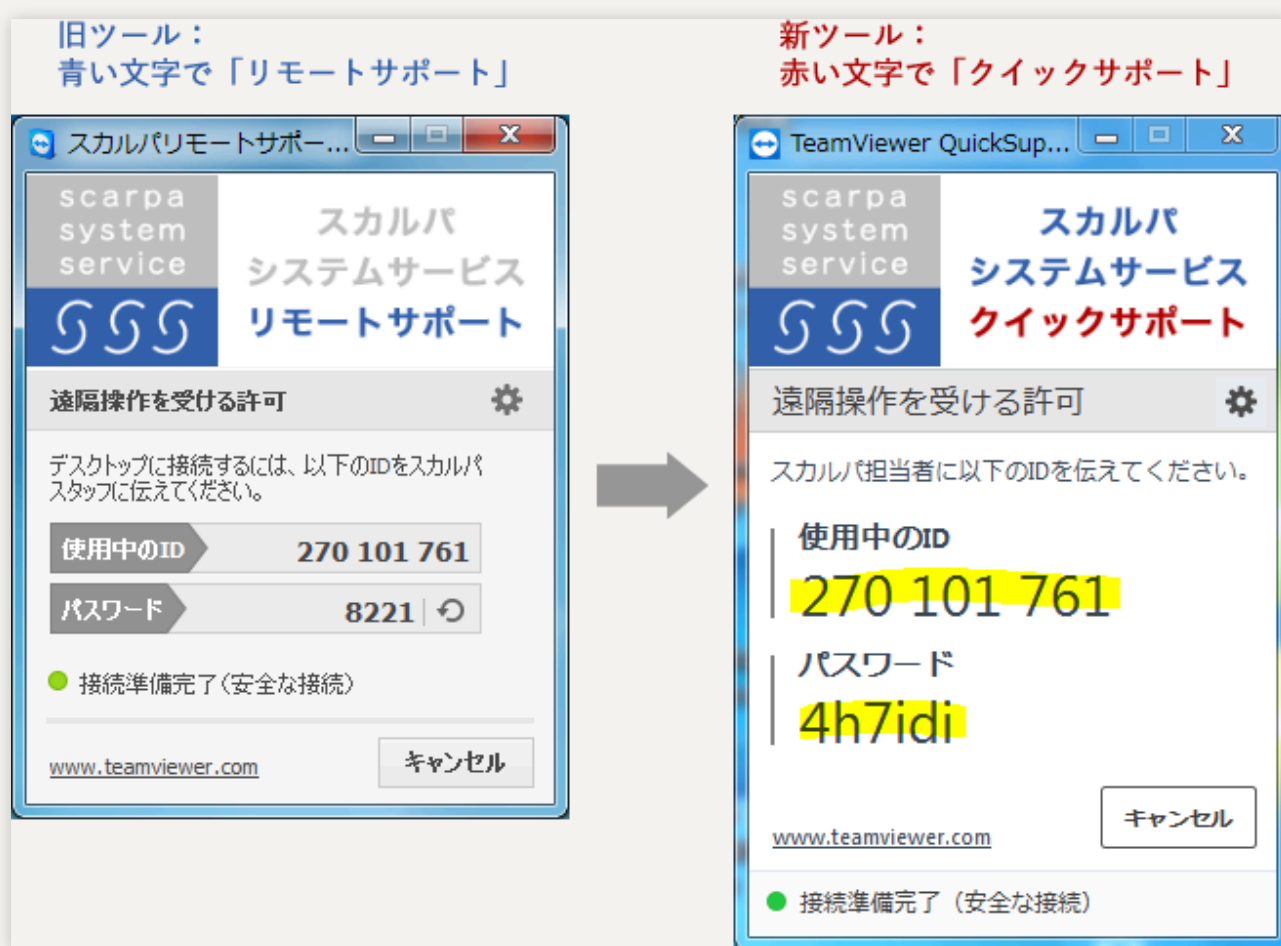 旧ツール：
青い文字で「リモートサポート」
スカルパリモートサポー...
scarpa
system
service
SSS
スカルパ
システムサービス
リモートサポート
遠隔操作を受ける許可
デスクトップに接続するには、以下のIDをスカルパ
スタッフに伝えてください。
使用中のID 270 101 761
パスワード 8221
接続準備完了（安全な接続）
www.teamviewer.com
キャンセル
新ツール：
赤い文字で「クイックサポート」
TeamViewer QuickSup...
scarpa
system
service
SSS
スカルパ
システムサービス
クイックサポート
遠隔操作を受ける許可
スカルパ担当者に以下のIDを伝えてください。
使用中のID
270 101 761
パスワード
4h7idi
キャンセル
www.teamviewer.com
接続準備完了（安全な接続）